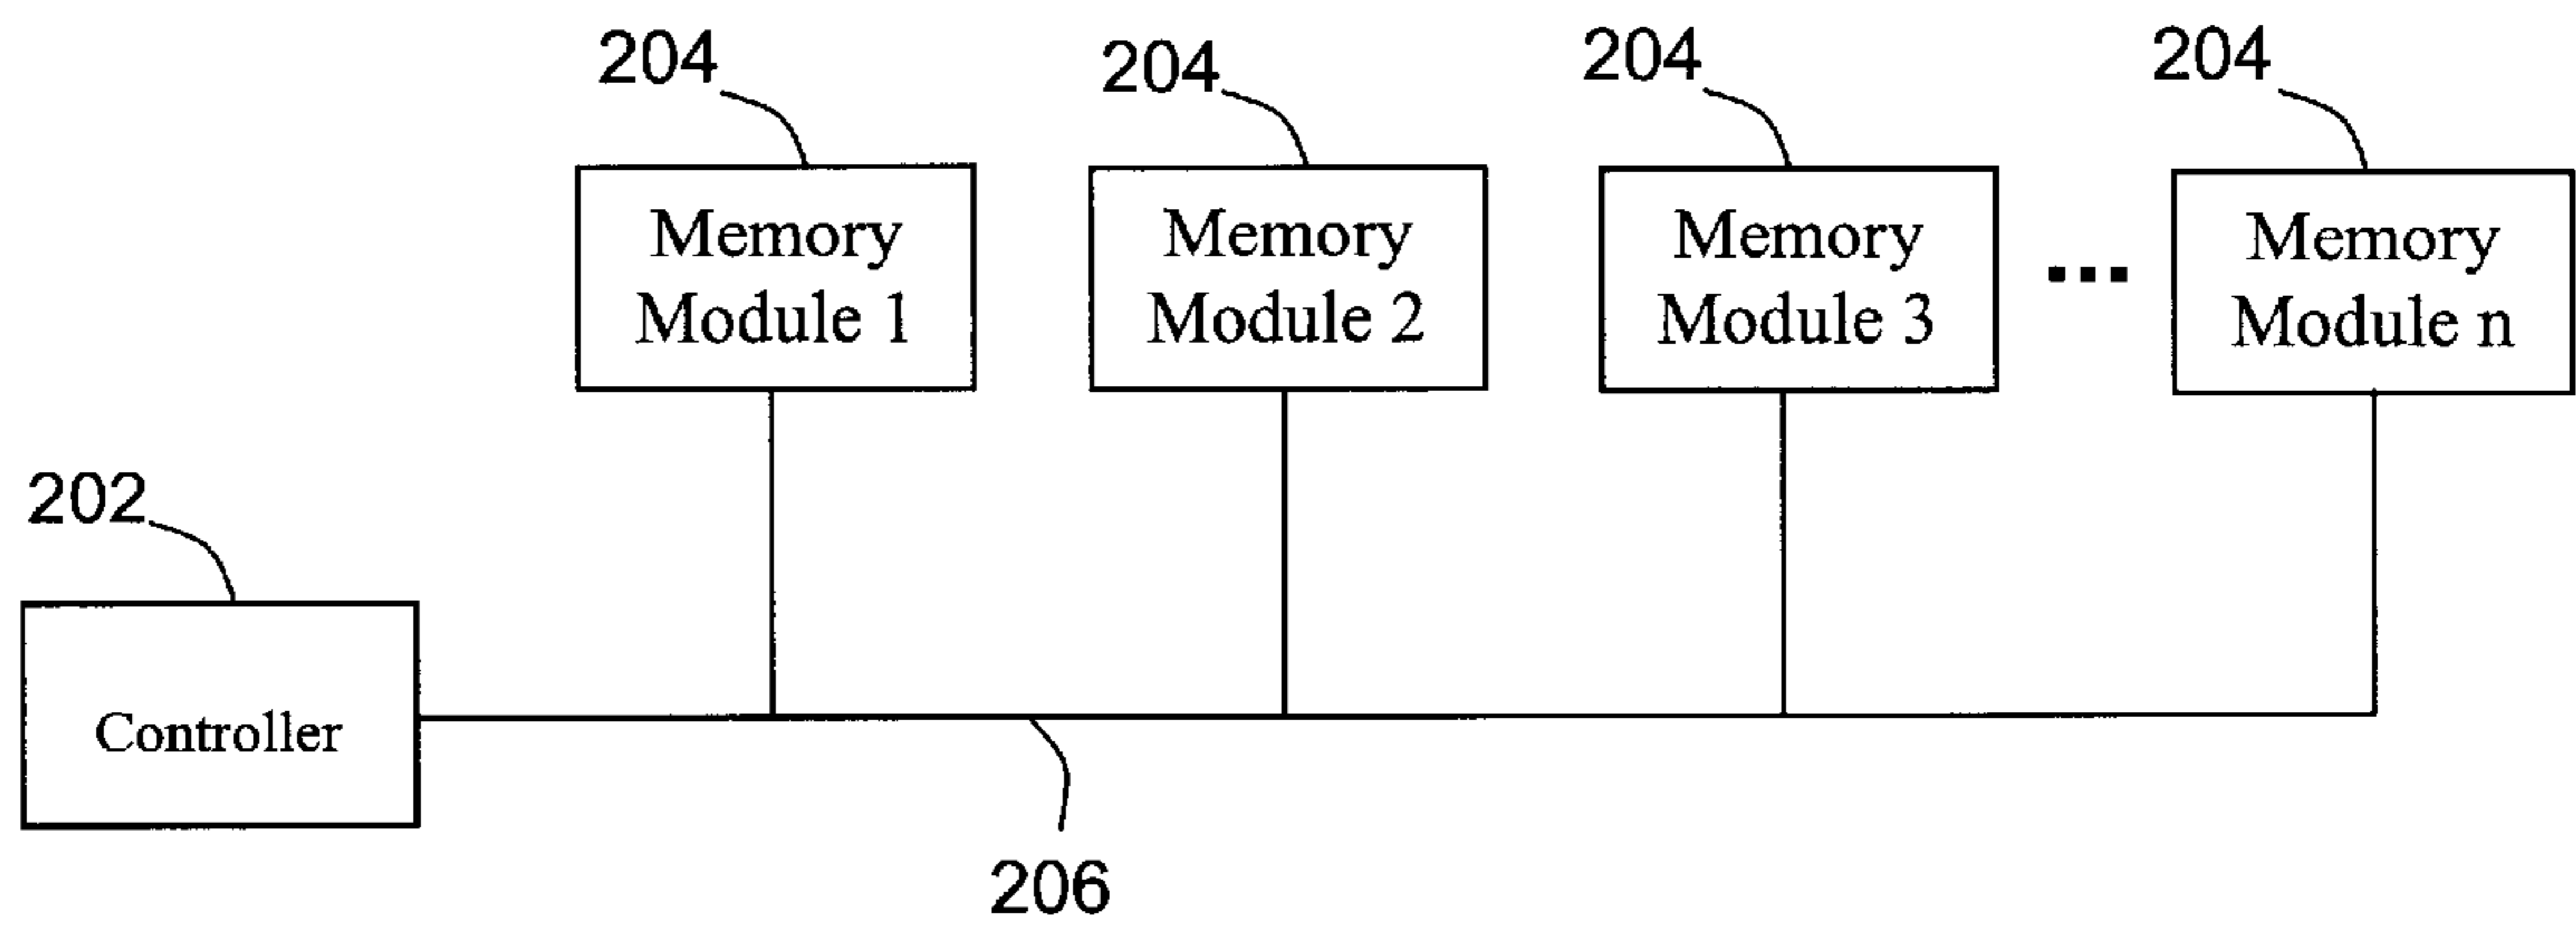 204 204 204 204
Memory Memory Memory Memory
Module 1 Module 2 Module 3 ... Module n
202
Controller
206